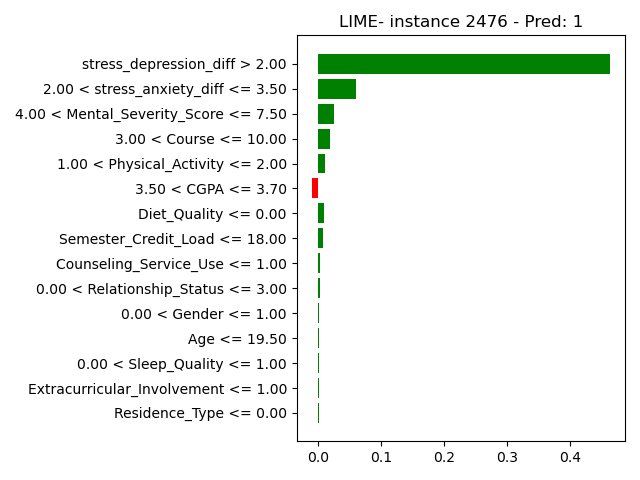 LIME- instance 2476 - Pred: 1
stress_depression_diff > 2.00
2.00 < stress_anxiety_diff <= 3.50
4.00 < Mental_Severity_Score <= 7.50
3.00 < Course <= 10.00
1.00 < Physical_Activity <= 2.00
3.50 < CGPA <= 3.70
Diet_Quality <= 0.00
Semester_Credit_Load <= 18.00
Counseling_Service_Use <= 1.00
0.00 < Relationship_Status <= 3.00
0.00 < Gender <= 1.00
Age <= 19.50
0.00 < Sleep_Quality <= 1.00
Extracurricular_Involvement <= 1.00
Residence_Type <= 0.00
0.0 0.1 0.2 0.3 0.4